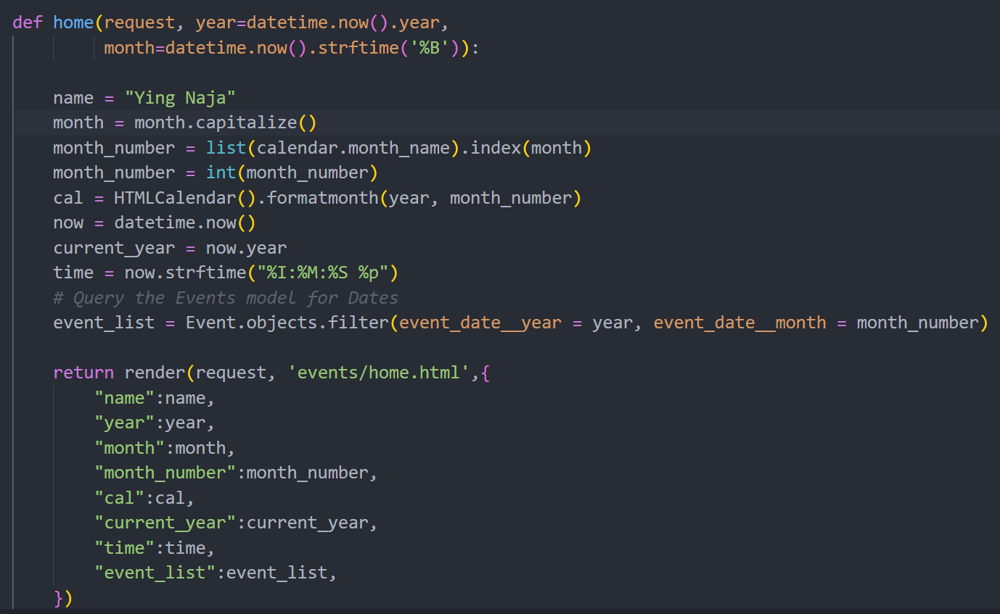 def home(request, year=datetime.now().year,
         month=datetime.now().strftime('%B')):
    name = "Ying Naja"
    month = month.capitalize()
    month_number = list(calendar.month_name).index(month)
    month_number = int(month_number)
    cal = HTMLCalendar().formatmonth(year, month_number)
    now = datetime.now()
    current_year = now.year
    time = now.strftime("%I:%M:%S %p")
    # Query the Events model for Dates
    event_list = Event.objects.filter(event_date__year = year, event_date__month = month_number)
    return render(request, 'events/home.html',{
        "name":name,
        "year":year,
        "month":month,
        "month_number":month_number,
        "cal":cal,
        "current_year":current_year,
        "time":time,
        "event_list":event_list,
    })